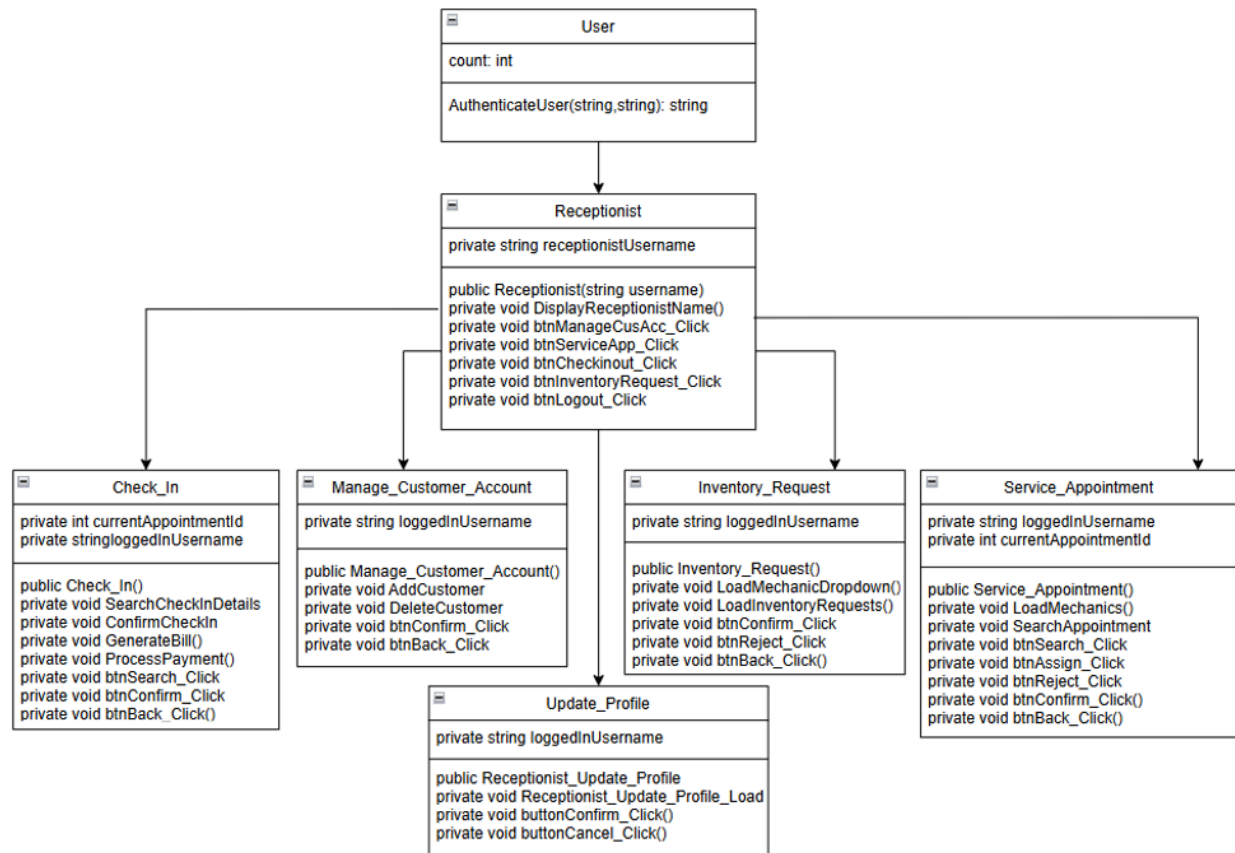 User
count: int
AuthenticateUser(string,string): string
Receptionist
private string receptionistUsername
public Receptionist(string username)
private void DisplayReceptionistName()
private void btnManageCusAcc_Click
private void btnServiceApp_Click
private void btnCheckinout_Click
private void btnInventoryRequest_Click
private void btnLogout_Click
Check_In
private int currentAppointmentId
private stringloggedInUsername
public Check_In()
private void SearchCheckInDetails
private void ConfirmCheckIn
private void GenerateBill()
private void ProcessPayment()
private void btnSearch_Click
private void btnConfirm_Click
private void btnBack_Click()
Manage_Customer_Account
private string loggedInUsername
public Manage_Customer_Account()
private void AddCustomer
private void DeleteCustomer
private void btnConfirm_Click
private void btnBack_Click
Inventory_Request
private string loggedInUsername
public Inventory_Request()
private void LoadMechanicDropdown()
private void LoadInventoryRequests()
private void btnConfirm_Click
private void btnReject_Click
private void btnBack_Click()
Service_Appointment
private string loggedInUsername
private int currentAppointmentId
public Service_Appointment()
private void LoadMechanics()
private void SearchAppointment
private void btnSearch_Click
private void btnAssign_Click
private void btnReject_Click
private void btnConfirm_Click()
private void btnBack_Click()
Update_Profile
private string loggedInUsername
public Receptionist_Update_Profile
private void Receptionist_Update_Profile_Load
private void buttonConfirm_Click()
private void buttonCancel_Click()